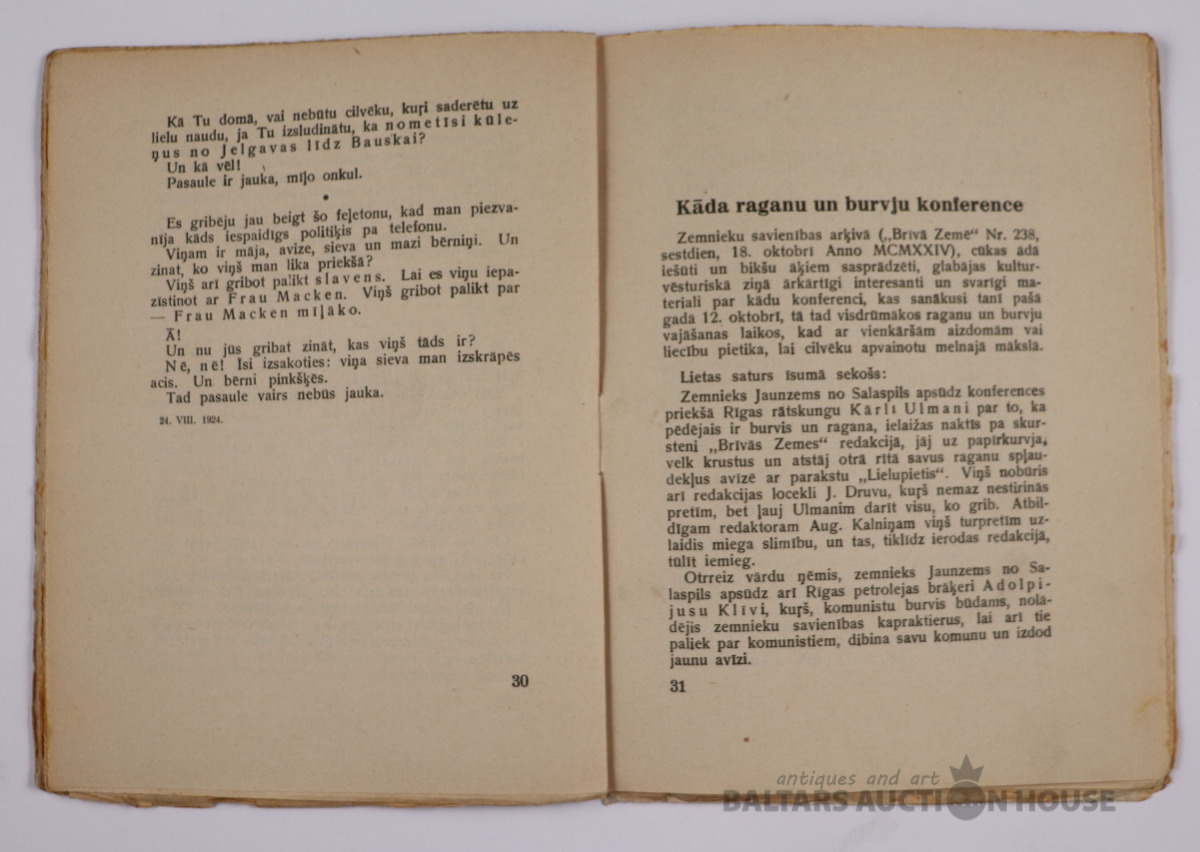 Kā Tu domā, vai nebūtu cilvēku, kuŗi saderētu uz
lielu naudu, ja Tu izsludinātu, ka nometīsi kūle-
ņus no Jelgavas līdz Bauskai?
Un kā vēl!
Pasaule ir jauka, mīļo onkul.
•
Es gribēju jau beigt šo feļetonu, kad man piezva-
nīja kāds iespaidīgs politiķis pa telefonu.
Viņam ir māja, avīze, sieva un mazi bērniņi. Un
zinat, ko viņš man lika priekšā?
Viņš arī gribot palikt slavens. Lai es viņu iepa-
zīstinot ar Frau Macken. Viņš gribot palikt par
— Frau Macken mīļāko.
Ā!
Un nu jūs gribat zināt, kas viņš tāds ir?
Nē, nē! Īsi izsakoties: viņa sieva man izskrāpēs
acis. Un bērni pinkšķēs.
Tad pasaule vairs nebūs jauka.
24. VIII. 1924.
30
Kāda raganu un burvju konference
Zemnieku savienības arķivā („Brīvā Zemē“ Nr. 238,
sestdien, 18. oktobrī Anno MCMXXIV), cūkas ādā
iešūti un bikšu āķiem sasprādzēti, glabājas kultur-
vēsturiskā ziņā ārkārtīgi interesanti un svarīgi ma-
teriali par kādu konferenci, kas sanākusi tanī pašā
gadā 12. oktobrī, tā tad visdrūmākos raganu un burvju
vajāšanas laikos, kad ar vienkāršām aizdomām vai
liecību pietika, lai cilvēku apvainotu melnajā mākslā.
Lietas saturs īsumā sekošs:
Zemnieks Jaunzems no Salaspils apsūdz konferences
priekšā Rīgas rātskungu Kārli Ulmani par to, ka
pēdējais ir burvis un ragana, ielaižas naktīs pa skur-
steni „Brīvās Zemes“ redakcijā, jāj uz papīrkurvja,
velk krustus un atstāj otrā rītā savus raganu spļau-
dekļus avīzē ar parakstu „Lielupietis“. Viņš nobūris
arī redakcijas locekli J. Druvu, kuŗš nemaz nestīrinās
pretīm, bet ļauj Ulmanim darīt visu, ko grib. Atbil-
dīgam redaktoram Aug. Kalniņam viņš turpretīm uz-
laidis miega slimību, un tas, tiklīdz ierodas redakcijā,
tūlīt iemieg.
Otrreiz vārdu ņēmis, zemnieks Jaunzems no Sa-
laspils apsūdz arī Rīgas petrolejas brāķeri Adolpi-
jusu Klīvi, kuŗš, komunistu burvis būdams, nolā-
dējis zemnieku savienības kapraktierus, lai arī tie
paliek par komunistiem, dibina savu komunu un izdod
jaunu avīzi.
31
antiques and art
BALTARS AUCTION HOUSE